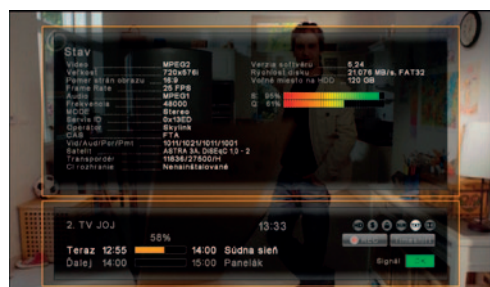 Stav
Video MPEG2
Veľkosť 720x576i
Pomer strán obrazu 16:9
Frame Rate 25 FPS
Audio MPEG1
Frekvencia 48000
MODE Stereo
Servis ID 0x13ED
Operátor Skylink
CAS FTA
Vid/Aud/Pcr/Pmt 1011/1021/1011/1001
Satelit ASTRA 3A, DiSEqC 1,0 - 2
Transpordér 11836/27500/H
CI rozhranie Nenainštalované
Verzia softvéru 5,24
Rýchlosť disku 21076 MB/s, FAT32
Voľné miesto na HDD 120 GB
S: 95%
Q: 61%
2. TV JOJ 13:33
58%
Teraz 12:55 14:00 Súdna sieň
Ďalej 14:00 15:00 Panelák
Signál OK